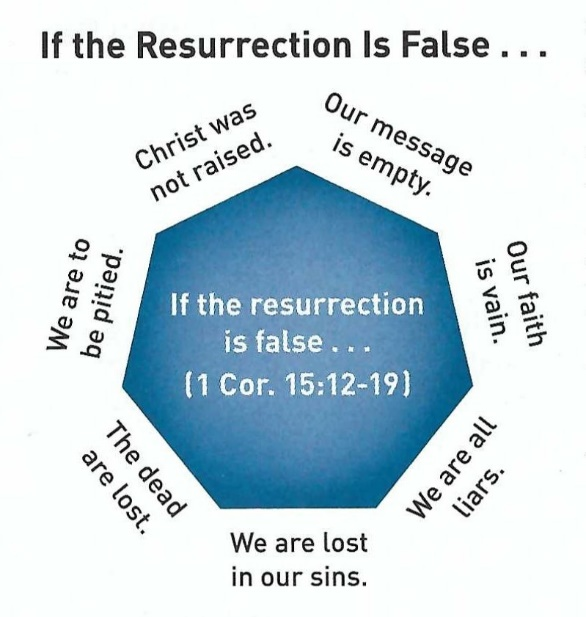 If the Resurrection Is False . . .
Christ was
not raised.
Our message
is empty.
Our faith
is vain.
We are all
liars.
We are lost
in our sins.
The dead
are lost.
We are to
be pitied.
If the resurrection
is false . . .
(1 Cor. 15:12-19)